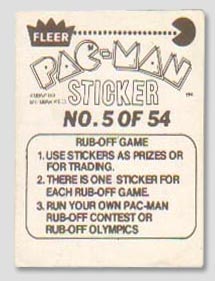 FLEER
PAC-MAN
STICKER
NO. 5 OF 54
RUB-OFF GAME
1. USE STICKERS AS PRIZES OR
FOR TRADING.
2. THERE IS ONE STICKER FOR
EACH RUB-OFF GAME.
3. RUN YOUR OWN PAC-MAN
RUB-OFF CONTEST OR
RUB-OFF OLYMPICS